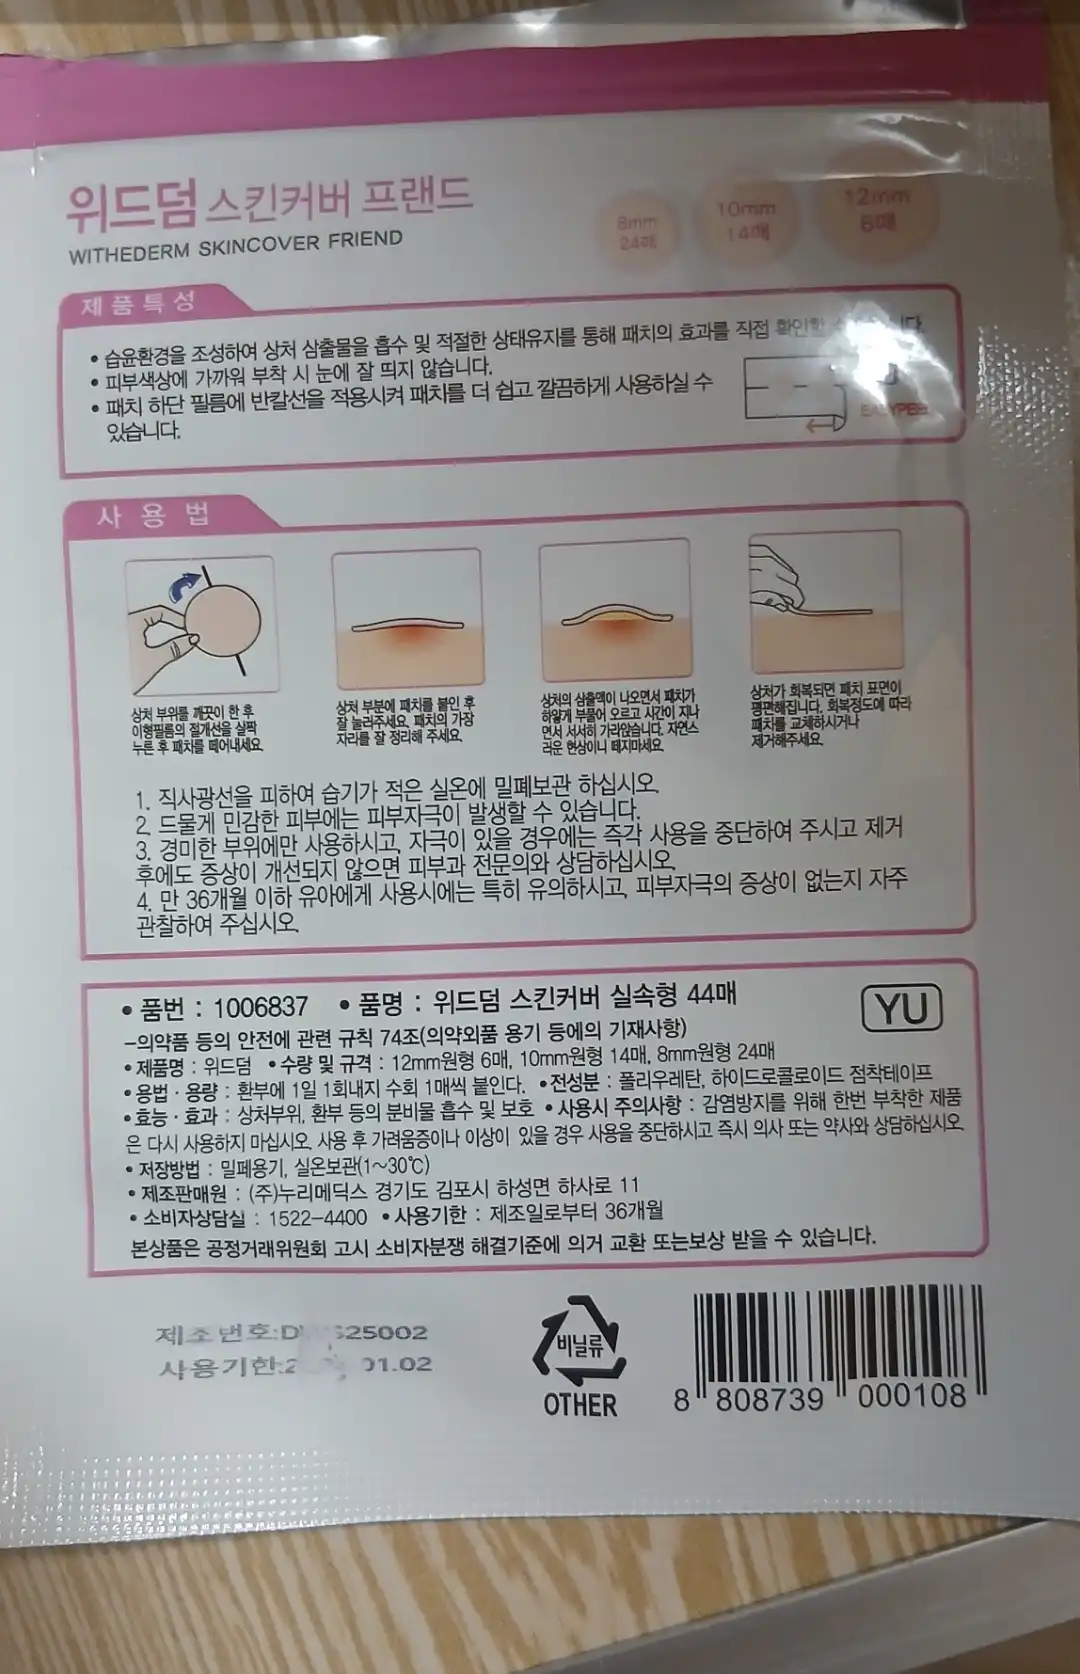 위드덤 스킨커버 프랜드
WITHEDERM SKINCOVER FRIEND
8mm
24매
10mm
14매
12mm
6매
제품특성
• 습윤환경을 조성하여 상처 삼출물을 흡수 및 적절한 상태유지를 통해 패치의 효과를 직접 확인할
• 피부색상에 가까워 부착 시 눈에 잘 띄지 않습니다.
• 패치 하단 필름에 반칼선을 적용시켜 패치를 더 쉽고 깔끔하게 사용하실 수
있습니다.
사용법
상처 부위를 깨끗이 한 후
이형필름의 절개선을 살짝
누른 후 패치를 떼어내세요.
상처 부분에 패치를 붙인 후
잘 눌러주세요. 패치의 가장
자리를 잘 정리해 주세요.
상처의 삼출액이 나오면서 패치가
하얗게 부풀어 오르고 시간이 지나
면서 서서히 가라앉습니다. 자연스
러운 현상이니 떼지마세요.
상처가 회복되면 패치 표면이
평면해집니다. 회복정도에 따라
패치를 교체하시거나
제거해주세요.
1. 직사광선을 피하여 습기가 적은 실온에 밀폐보관 하십시오.
2. 드물게 민감한 피부에는 피부자극이 발생할 수 있습니다.
3. 경미한 부위에만 사용하시고, 자극이 있을 경우에는 즉각 사용을 중단하여 주시고 제거
후에도 증상이 개선되지 않으면 피부과 전문의와 상담하십시오.
4. 만 36개월 이하 유아에게 사용시에는 특히 유의하시고, 피부자극의 증상이 없는지 자주
관찰하여 주십시오.
• 품번 : 1006837 • 품명 : 위드덤 스킨커버 실속형 44매
YU
-의약품 등의 안전에 관련 규칙 74조(의약외품 용기 등에의 기재사항)
• 제품명 : 위드덤 • 수량 및 규격 : 12mm원형 6매, 10mm원형 14매, 8mm원형 24매
• 용법 · 용량 : 환부에 1일 1회내지 수회 1매씩 붙인다. • 전성분 : 폴리우레탄, 하이드로콜로이드 점착테이프
• 효능 · 효과 : 상처부위, 환부 등의 분비물 흡수 및 보호 • 사용시 주의사항 : 감염방지를 위해 한번 부착한 제품
은 다시 사용하지 마십시오. 사용 후 가려움증이나 이상이 있을 경우 사용을 중단하시고 즉시 의사 또는 약사와 상담하십시오.
• 저장방법 : 밀폐용기, 실온보관(1~30℃)
• 제조판매원 : (주)누리메딕스 경기도 김포시 하성면 하사로 11
• 소비자상담실 : 1522-4400 • 사용기한 : 제조일로부터 36개월
본상품은 공정거래위원회 고시 소비자분쟁 해결기준에 의거 교환 또는보상 받을 수 있습니다.
제조번호:
사용기한:
비닐류
OTHER
8 808739 000108